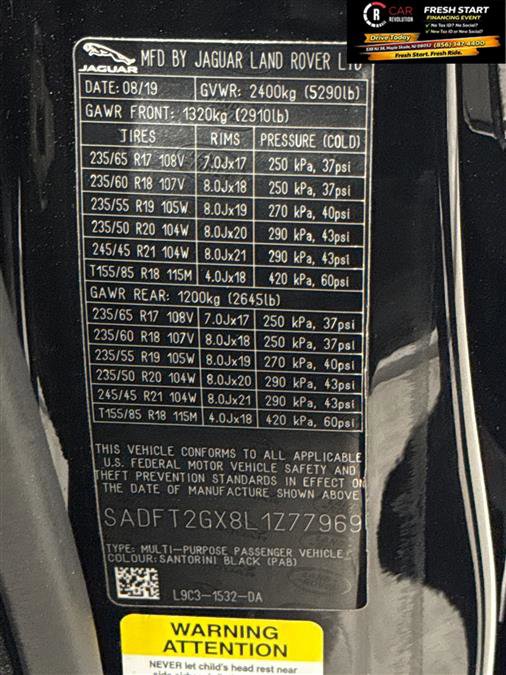 CAR
REVOLUTION
FRESH START
FINANCING EVENT
Drive Today
Fresh Start. Fresh Ride.
JAGUAR
MFD BY JAGUAR LAND ROVER LTD
DATE: 08/19 GVWR: 2400kg (5290lb)
GAWR FRONT: 1320kg (2910lb)
TIRES RIMS PRESSURE (COLD)
235/65 R17 108V 7.0Jx17 250 kPa, 37psi
235/60 R18 107V 8.0Jx18 250 kPa, 37psi
235/55 R19 105W 8.0Jx19 270 kPa, 40psi
235/50 R20 104W 8.0Jx20 290 kPa, 43psi
245/45 R21 104W 8.0Jx21 290 kPa, 43psi
T155/85 R18 115M 4.0Jx18 420 kPa, 60psi
GAWR REAR: 1200kg (2645lb)
235/65 R17 108V 7.0Jx17 250 kPa, 37psi
235/60 R18 107V 8.0Jx18 250 kPa, 37psi
235/55 R19 105W 8.0Jx19 270 kPa, 40psi
235/50 R20 104W 8.0Jx20 290 kPa, 43psi
245/45 R21 104W 8.0Jx21 290 kPa, 43psi
T155/85 R18 115M 4.0Jx18 420 kPa, 60psi
THIS VEHICLE CONFORMS TO ALL APPLICABLE
U.S. FEDERAL MOTOR VEHICLE SAFETY AND
THEFT PREVENTION STANDARDS IN EFFECT ON
THE DATE OF MANUFACTURE SHOWN ABOVE
SADFT2GX8L1Z77969
TYPE: MULTI-PURPOSE PASSENGER VEHICLE
COLOUR: SANTORINI BLACK (PAB)
L9C3-1532-DA
WARNING
ATTENTION
NEVER let child's head rest near